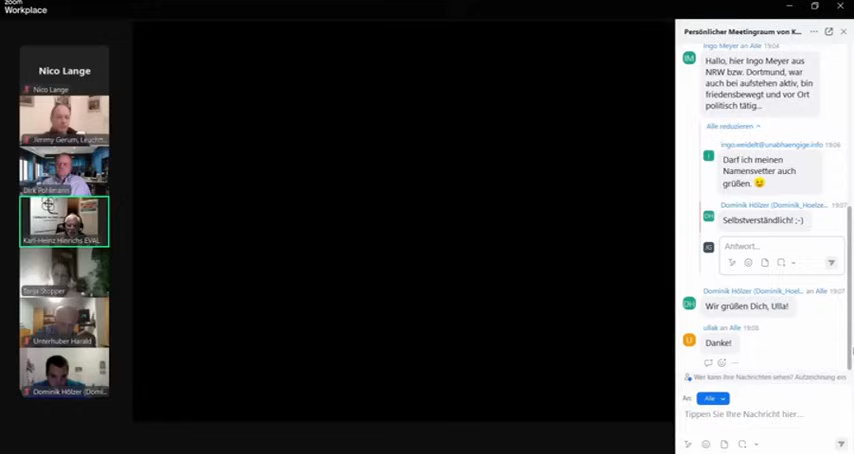 zoom
Workplace
Nico Lange
Nico Lange
Jimmy Gerum, Leucht...
Dirk Pohlmann
Karl-Heinz Hinrichs EVAL
Tanja Stopper
Unterhuber Harald
Dominik Hölzer (Domi...
Persönlicher Meetingraum von K...
Ingo Meyer an Alle 19:04
IM
Hallo, hier Ingo Meyer aus
NRW bzw. Dortmund, war
auch bei aufstehen aktiv, bin
friedensbewegt und vor Ort
politisch tätig...
Alle reduzieren
ingo.weidelt@unabhaengige.info 19:06
I
Darf ich meinen
Namensvetter auch
grüßen.
Dominik Hölzer (Dominik_Hoelze... 19:07
DH
Selbstverständlich! ;-)
Antwort...
Dominik Hölzer (Dominik_Hoel... an Alle 19:07
DH
Wir grüßen Dich, Ulla!
ullak an Alle 19:08
U
Danke!
Wer kann Ihre Nachrichten sehen? Aufzeichnung ein
An: Alle
Tippen Sie Ihre Nachricht hier...